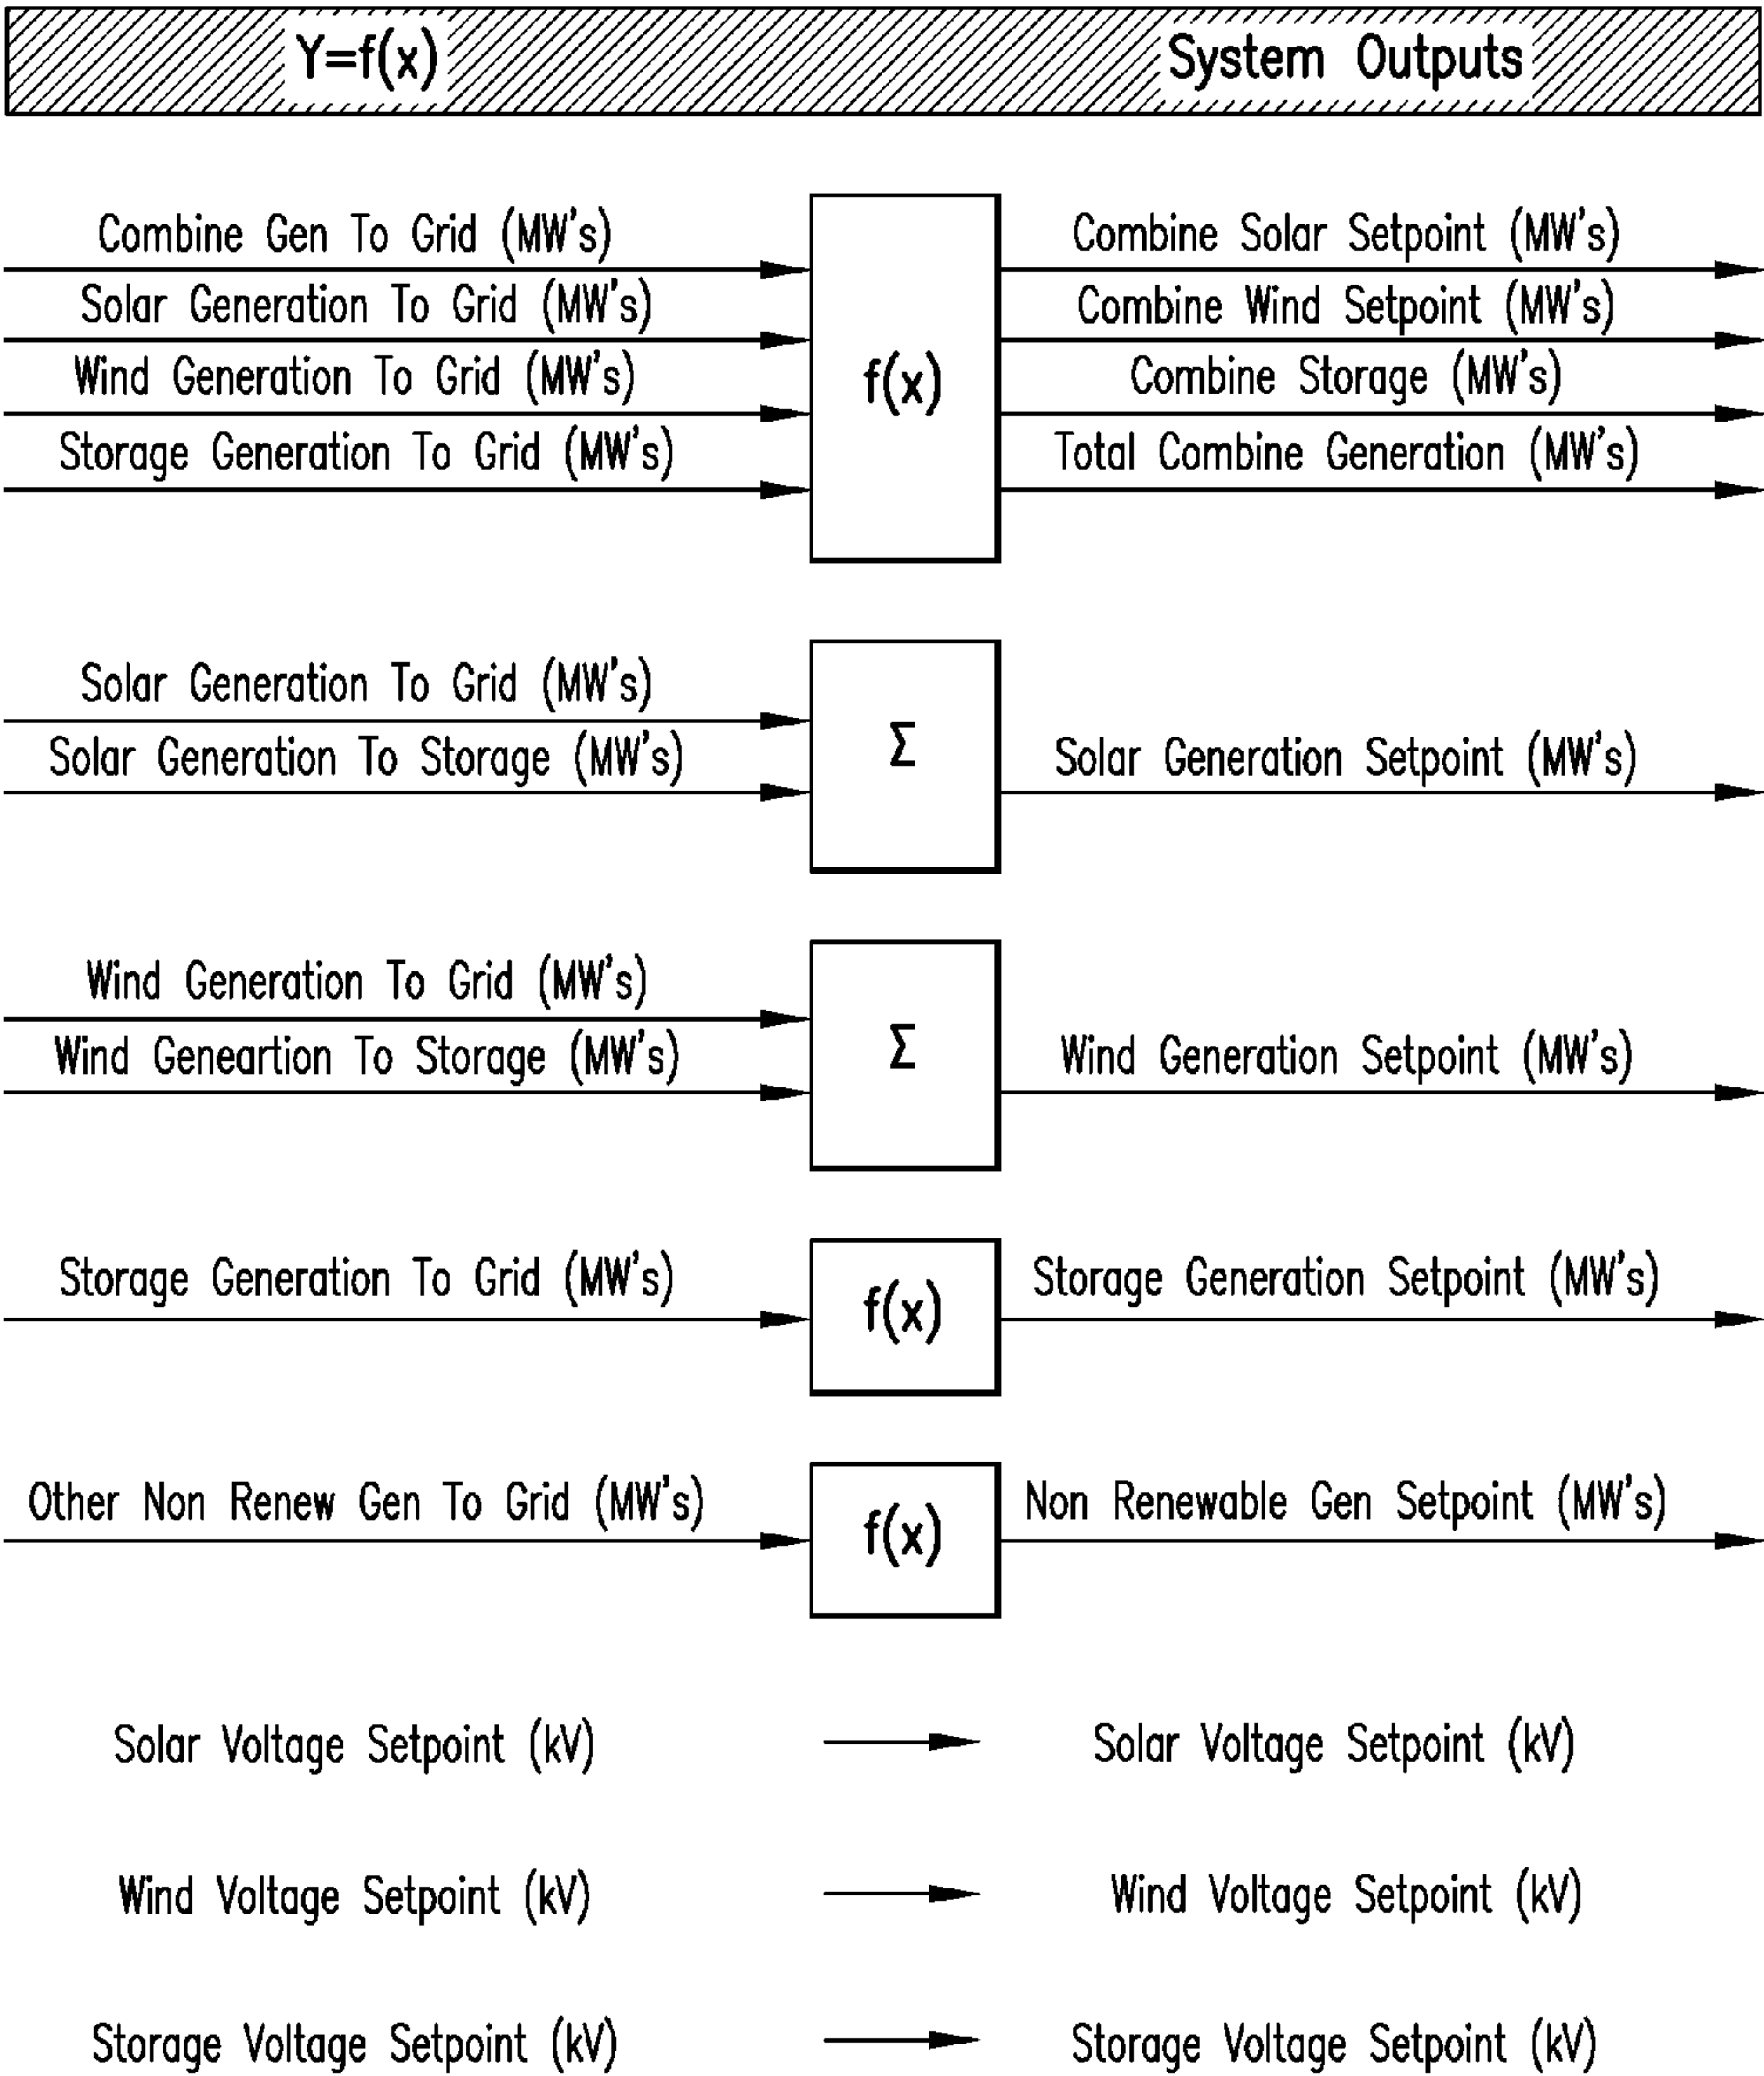 Y=f(x) System Outputs
Combine Gen To Grid (MW's) Combine Solar Setpoint (MW's)
Solar Generation To Grid (MW's) Combine Wind Setpoint (MW's)
Wind Generation To Grid (MW's) f(x) Combine Storage (MW's)
Storage Generation To Grid (MW's) Total Combine Generation (MW's)
Solar Generation To Grid (MW's)
Solar Generation To Storage (MW's) Σ Solar Generation Setpoint (MW's)
Wind Generation To Grid (MW's)
Wind Geneartion To Storage (MW's) Σ Wind Generation Setpoint (MW's)
Storage Generation To Grid (MW's) f(x) Storage Generation Setpoint (MW's)
Other Non Renew Gen To Grid (MW's) f(x) Non Renewable Gen Setpoint (MW's)
Solar Voltage Setpoint (kV) Solar Voltage Setpoint (kV)
Wind Voltage Setpoint (kV) Wind Voltage Setpoint (kV)
Storage Voltage Setpoint (kV) Storage Voltage Setpoint (kV)